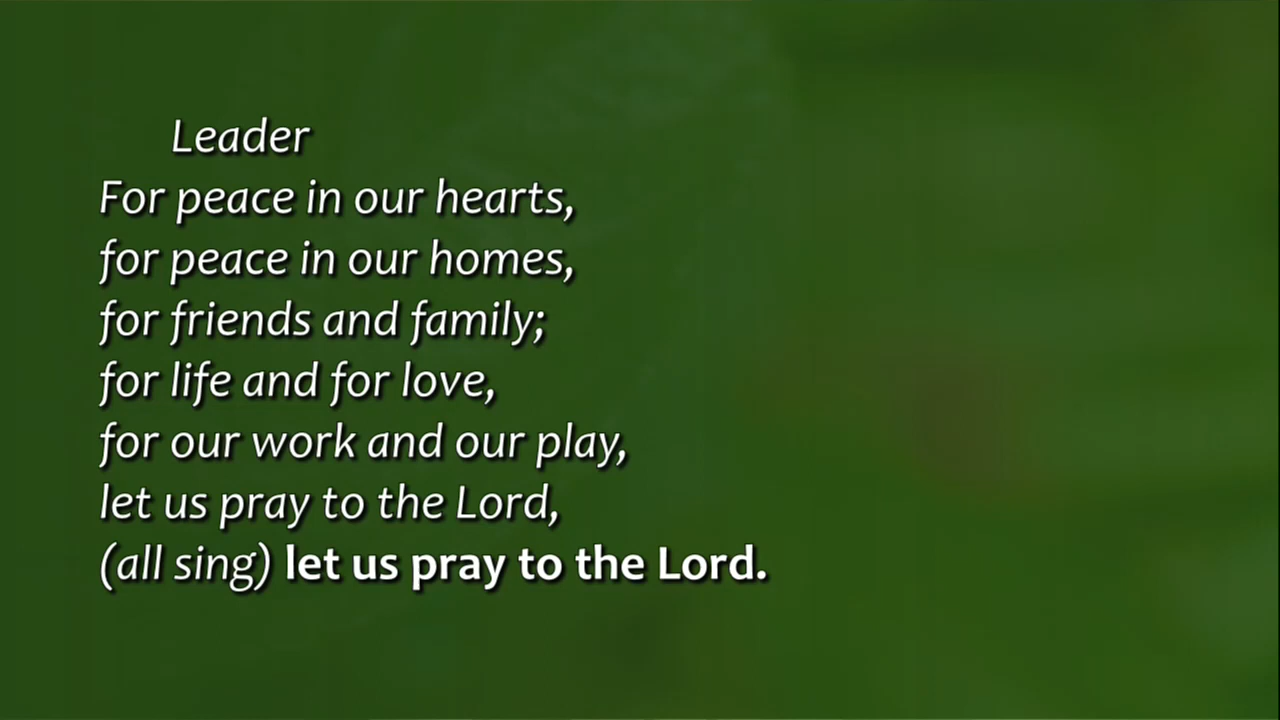 Leader
For peace in our hearts,
for peace in our homes,
for friends and family;
for life and for love,
for our work and our play,
let us pray to the Lord,
(all sing) let us pray to the Lord.